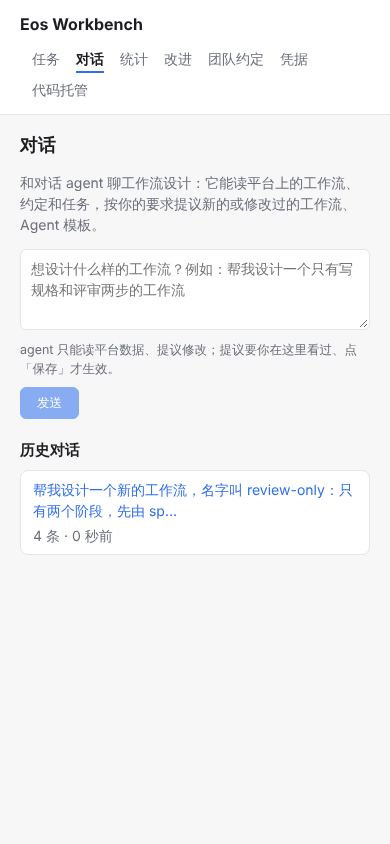 Eos Workbench
任务 对话 统计 改进 团队约定 凭据
代码托管
对话
和对话 agent 聊工作流设计：它能读平台上的工作流、
约定和任务，按你的要求提议新的或修改过的工作流、
Agent 模板。
想设计什么样的工作流？例如：帮我设计一个只有写
规格和评审两步的工作流
agent 只能读平台数据、提议修改；提议要你在这里看过、点
「保存」才生效。
发送
历史对话
帮我设计一个新的工作流，名字叫 review-only：只
有两个阶段，先由 sp...
4 条 · 0 秒前